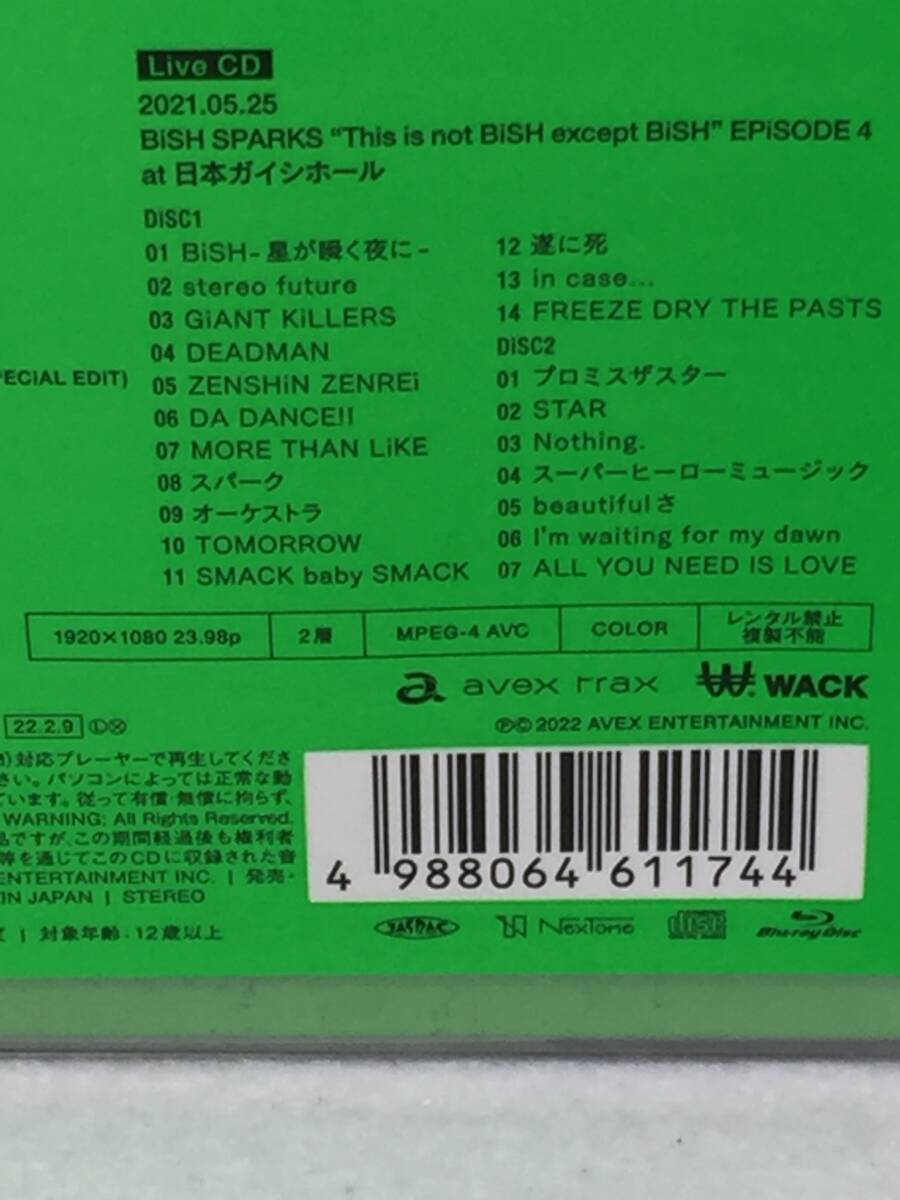 Live CD
2021.05.25
BiSH SPARKS "This is not BiSH except BiSH" EPiSODE 4
at 日本ガイシホール
DiSC1
01 BiSH-星が瞬く夜に-
02 stereo future
03 GiANT KiLLERS
04 DEADMAN
PECiAL EDIT)
05 ZENSHiN ZENREi
06 DA DANCE!!
07 MORE THAN LiKE
08 スパーク
09 オーケストラ
10 TOMORROW
11 SMACK baby SMACK
12 遂に死
13 in case...
14 FREEZE DRY THE PASTS
DiSC2
01 プロミスザスター
02 STAR
03 Nothing.
04 スーパーヒーローミュージック
05 beautifulさ
06 I'm waiting for my dawn
07 ALL YOU NEED IS LOVE
1920×1080 23.98p
2層
MPEG-4 AVC
COLOR
レンタル禁止
複製不能
a avex trax
W. WACK
22.2.9 Ⓛ
ⓅⒸ2022 AVEX ENTERTAINMENT INC.
)対応プレーヤーで再生してくださ
さい。パソコンによっては正常な動
ています。従って有償・無償に拘らず、
WARNING: All Rights Reserved.
品ですが、この期間経過後も権利者
等を通じてこのCDに収録された音
ENTERTAINMENT INC. | 発売・
IN JAPAN | STEREO
| 対象年齢:12歳以上
4 988064 611744
JASRAC
NexTone
COMPACT disc
Blu-ray Disc